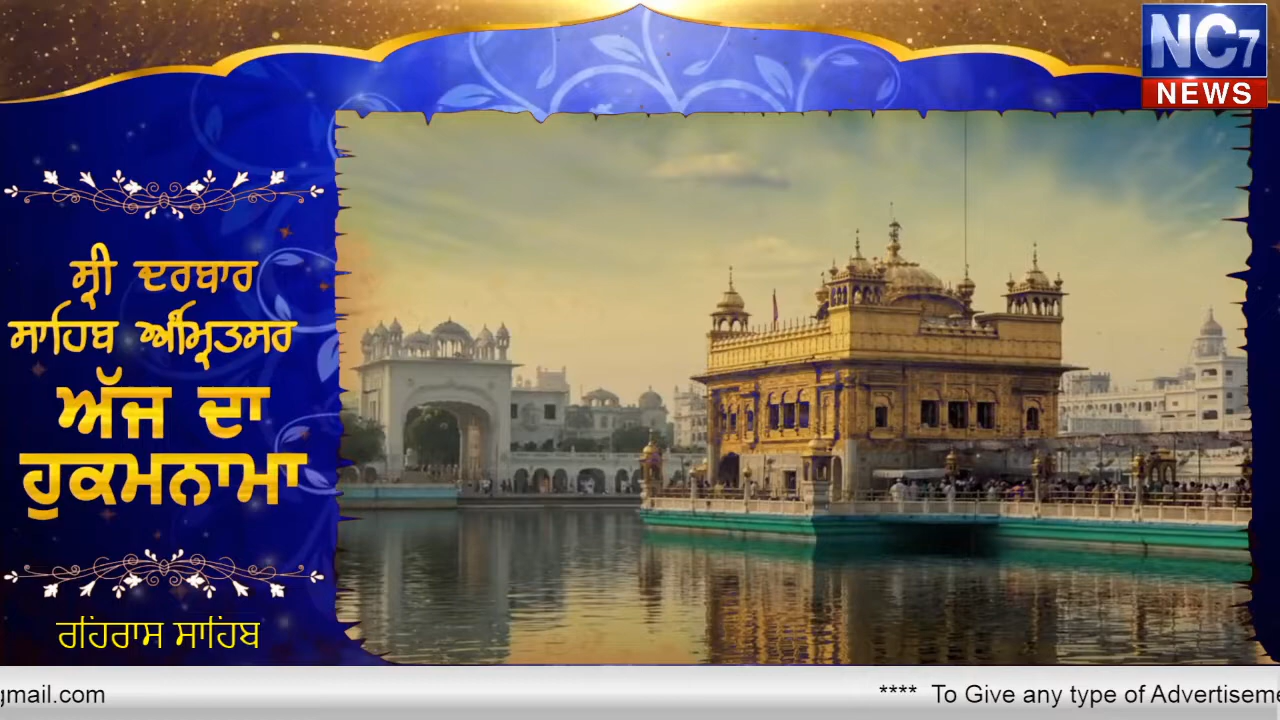 NC7
NEWS
ਸ੍ਰੀ ਦਰਬਾਰ
ਸਾਹਿਬ ਅੰਮ੍ਰਿਤਸਰ
ਅੱਜ ਦਾ
ਹੁਕਮਨਾਮਾ
ਰਹਿਰਾਸ ਸਾਹਿਬ
gmail.com **** To Give any type of Advertiseme